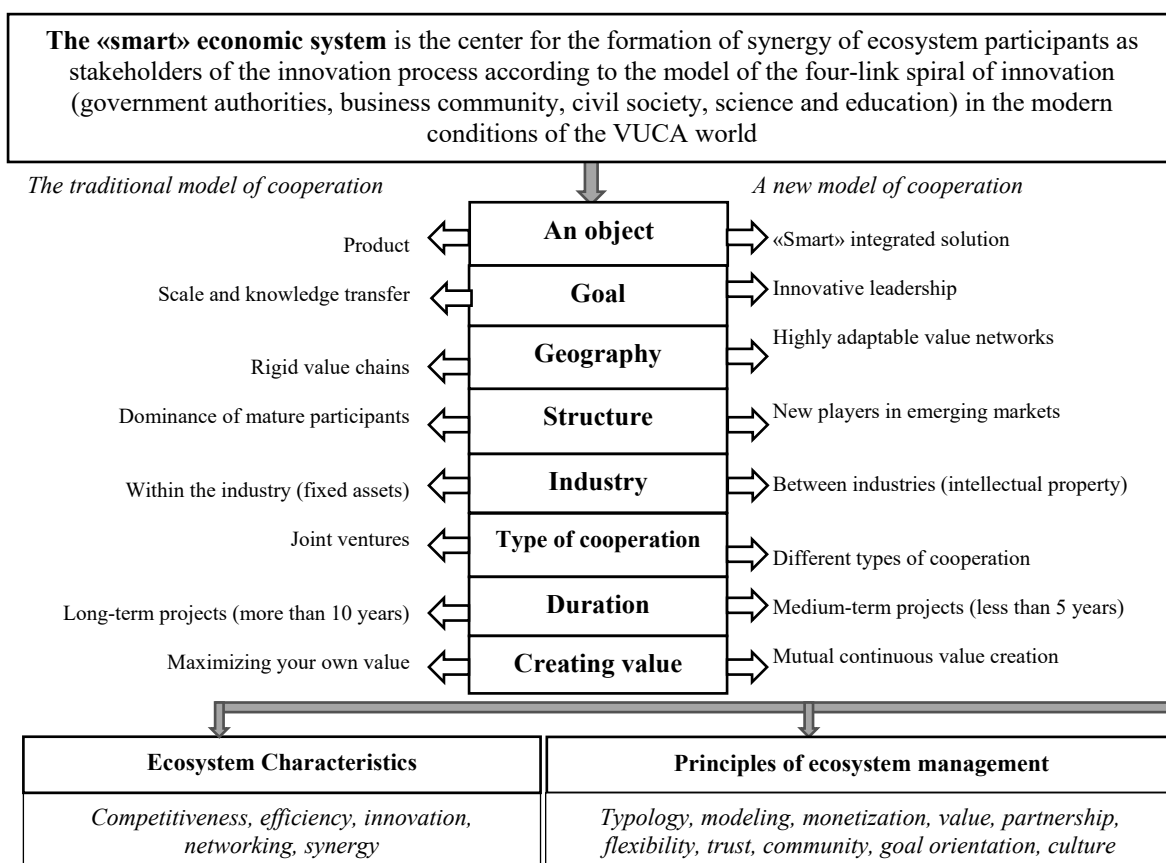 The «smart» economic system is the center for the formation of synergy of ecosystem participants as
stakeholders of the innovation process according to the model of the four-link spiral of innovation
(government authorities, business community, civil society, science and education) in the modern
conditions of the VUCA world
The traditional model of cooperation
A new model of cooperation
Product
An object
«Smart» integrated solution
Scale and knowledge transfer
Goal
Innovative leadership
Rigid value chains
Geography
Highly adaptable value networks
Dominance of mature participants
Structure
New players in emerging markets
Within the industry (fixed assets)
Industry
Between industries (intellectual property)
Joint ventures
Type of cooperation
Different types of cooperation
Long-term projects (more than 10 years)
Duration
Medium-term projects (less than 5 years)
Maximizing your own value
Creating value
Mutual continuous value creation
Ecosystem Characteristics
Competitiveness, efficiency, innovation,
networking, synergy
Principles of ecosystem management
Typology, modeling, monetization, value, partnership,
flexibility, trust, community, goal orientation, culture